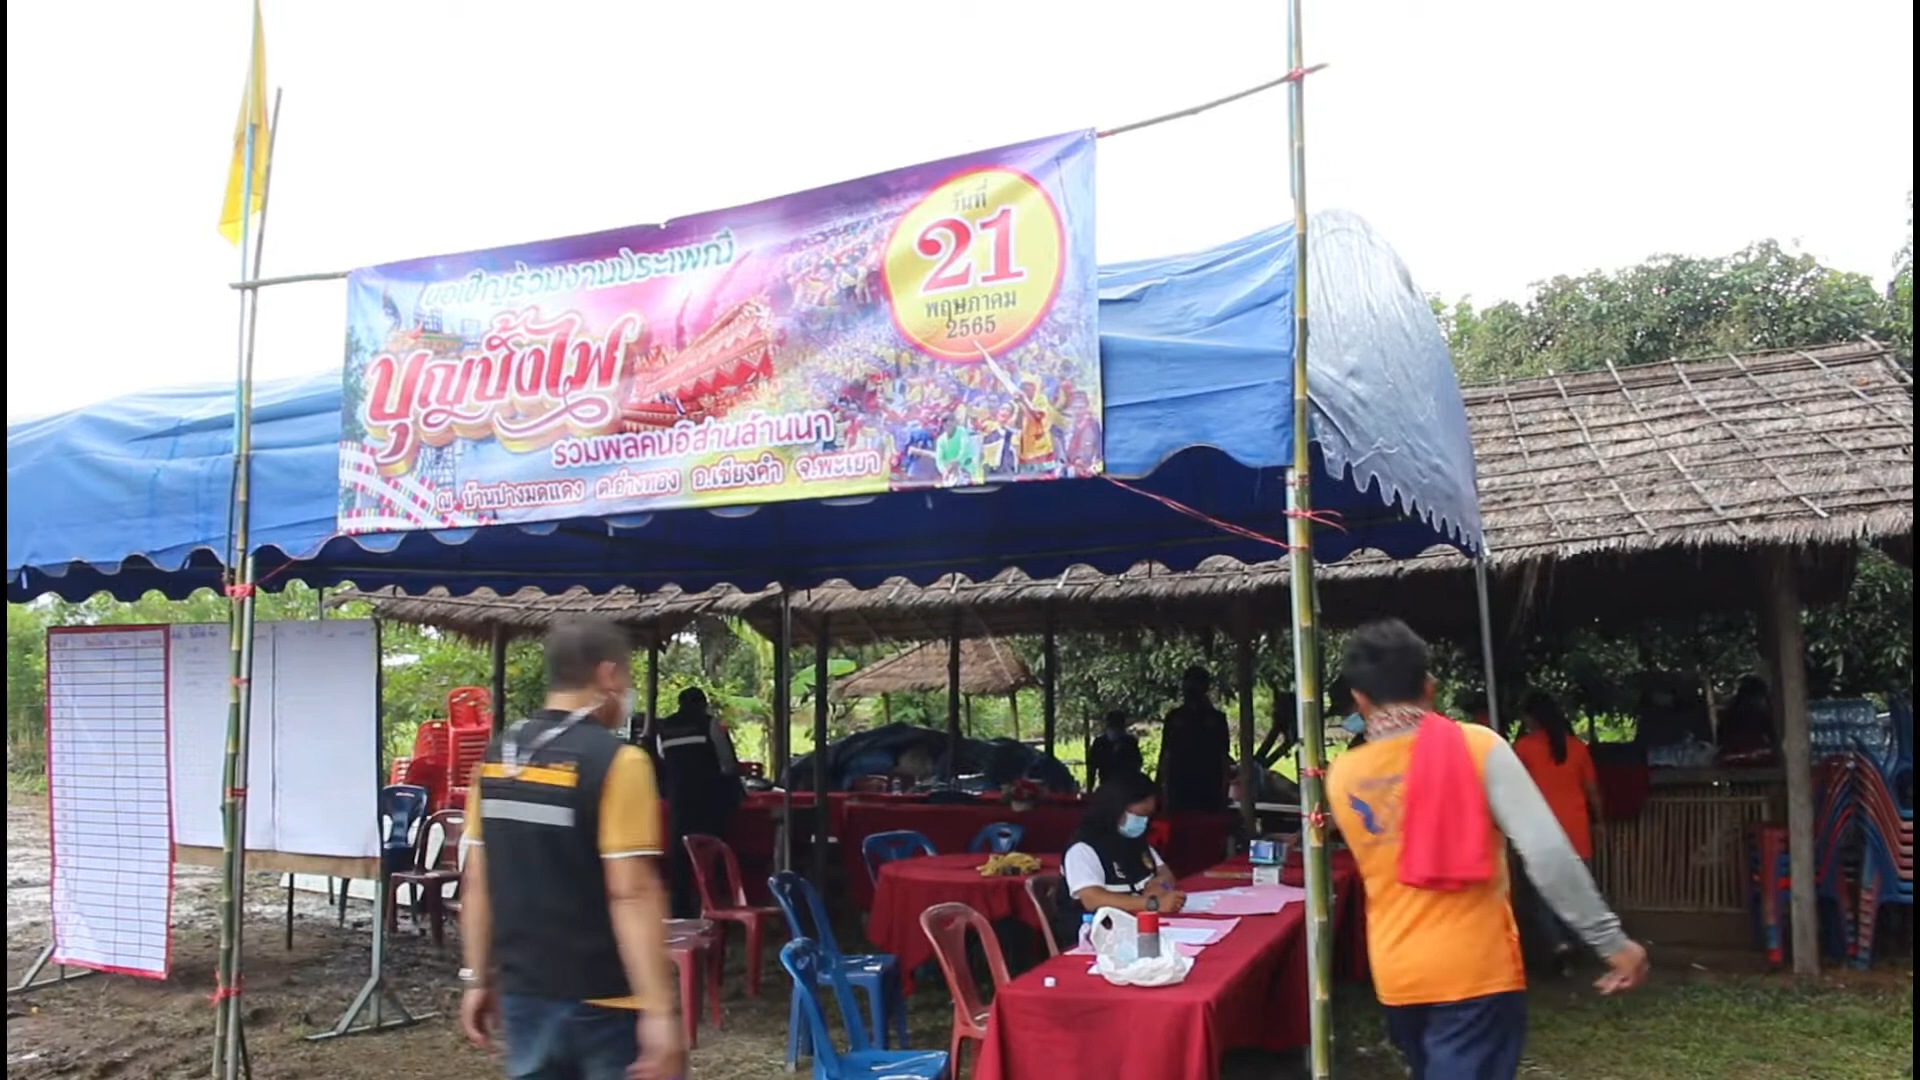 ขอเชิญร่วมงานประเพณี
บุญบั้งไฟ
รวมพลคนอีสานล้านนา
ณ บ้านปางมดแดง ต.อ่างทอง อ.เชียงคำ จ.พะเยา
วันที่
21
พฤษภาคม
2565